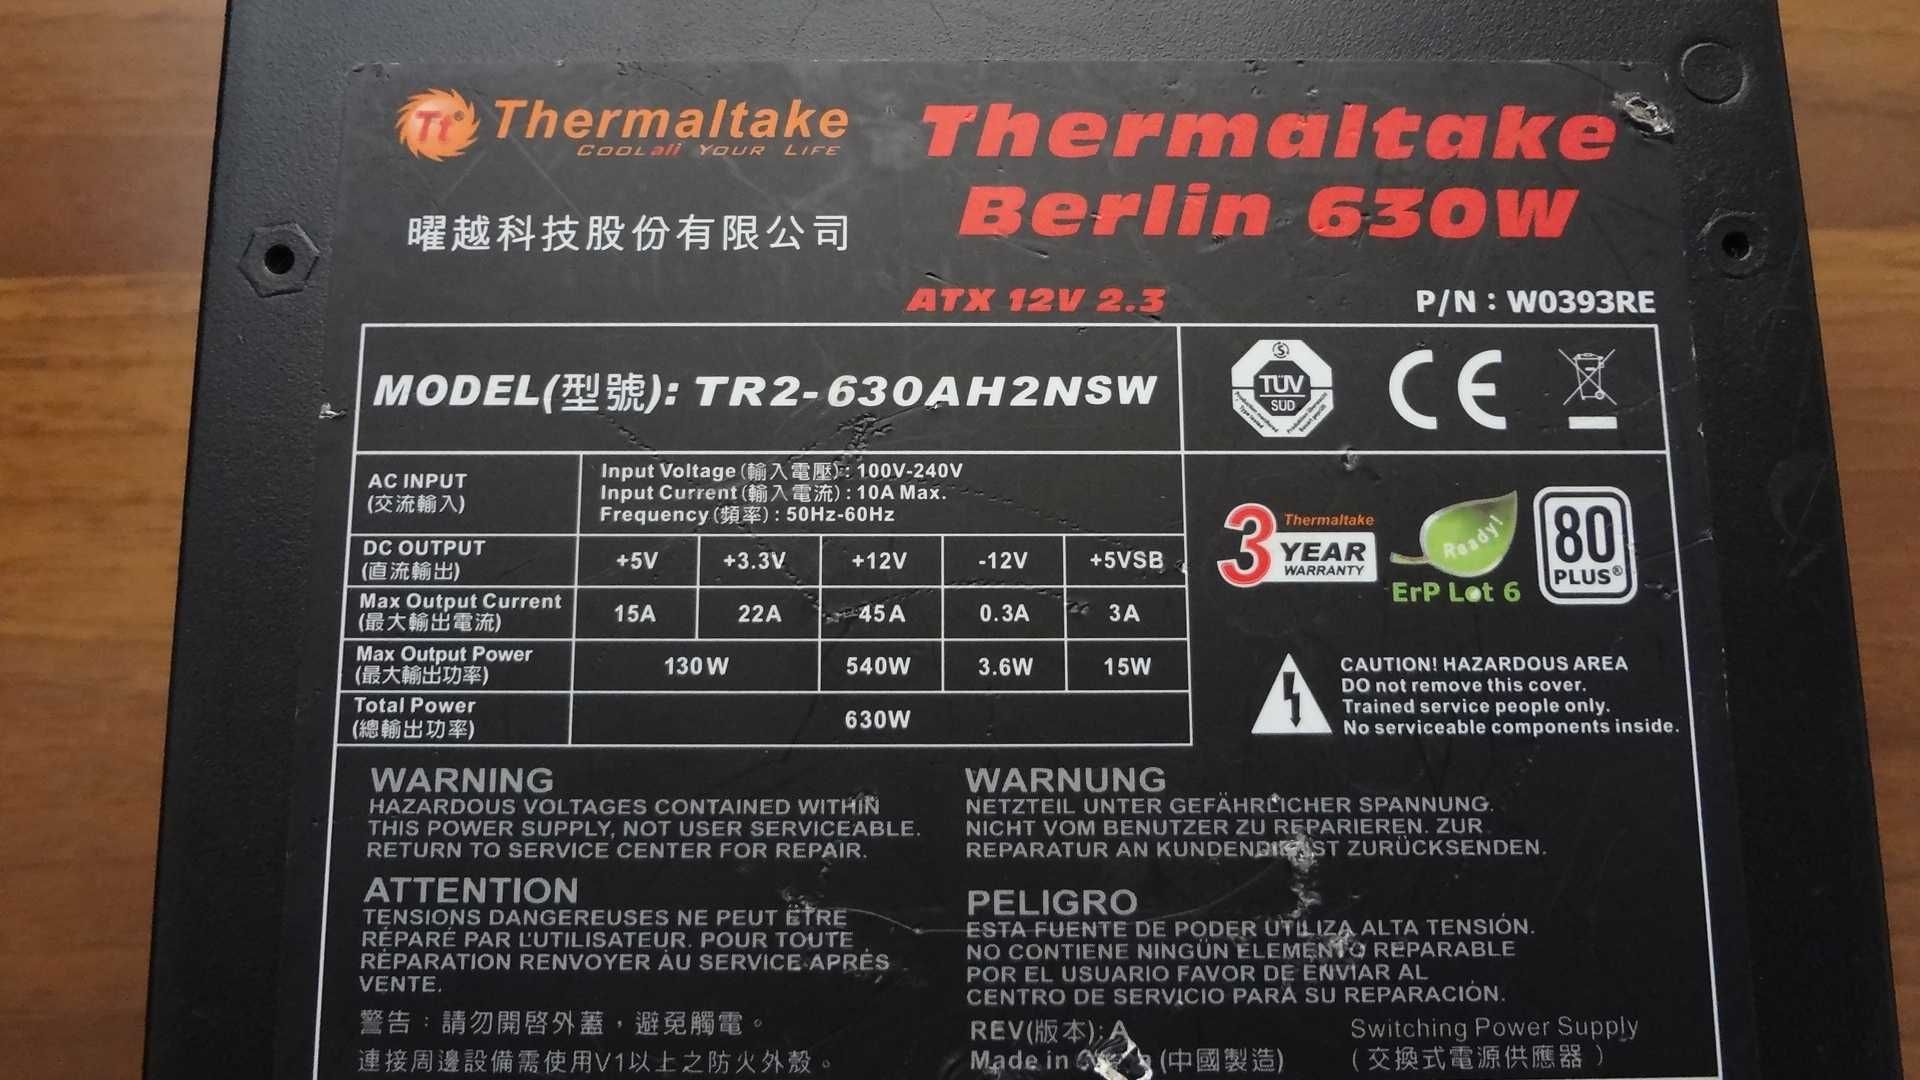 Tt® Thermaltake
COOLall YOUR LIFE
曜越科技股份有限公司
Thermaltake
Berlin 630W
ATX 12V 2.3
P/N : W0393RE
MODEL(型號): TR2-630AH2NSW
TÜV
SÜD
CE
AC INPUT
(交流輸入)
Input Voltage(輸入電壓): 100V-240V
Input Current(輸入電流): 10A Max.
Frequency(頻率): 50Hz-60Hz
DC OUTPUT
(直流輸出)
+5V +3.3V +12V -12V +5VSB
Max Output Current
(最大輸出電流)
15A 22A 45A 0.3A 3A
Max Output Power
(最大輸出功率)
130W 540W 3.6W 15W
Total Power
(總輸出功率)
630W
3 Thermaltake
YEAR
WARRANTY
Ready!
ErP Lot 6
80
PLUS®
CAUTION! HAZARDOUS AREA
DO not remove this cover.
Trained service people only.
No serviceable components inside.
WARNING
HAZARDOUS VOLTAGES CONTAINED WITHIN
THIS POWER SUPPLY, NOT USER SERVICEABLE.
RETURN TO SERVICE CENTER FOR REPAIR.
WARNUNG
NETZTEIL UNTER GEFÄHRLICHER SPANNUNG.
NICHT VOM BENUTZER ZU REPARIEREN. ZUR
REPARATUR AN KUNDENDIENST ZURÜCKSENDEN.
ATTENTION
TENSIONS DANGEREUSES NE PEUT ÊTRE
RÉPARÉ PAR L'UTILISATEUR. POUR TOUTE
RÉPARATION RENVOYER AU SERVICE APRÈS
VENTE.
PELIGRO
ESTA FUENTE DE PODER UTILIZA ALTA TENSIÓN.
NO CONTIENE NINGÚN ELEMENTO REPARABLE
POR EL USUARIO FAVOR DE ENVIAR AL
CENTRO DE SERVICIO PARA SU REPARACIÓN.
警告：請勿開啓外蓋，避免觸電。
連接周邊設備需使用V1以上之防火外殼。
REV(版本): A
Made in (中國製造)
Switching Power Supply
(交換式電源供應器)